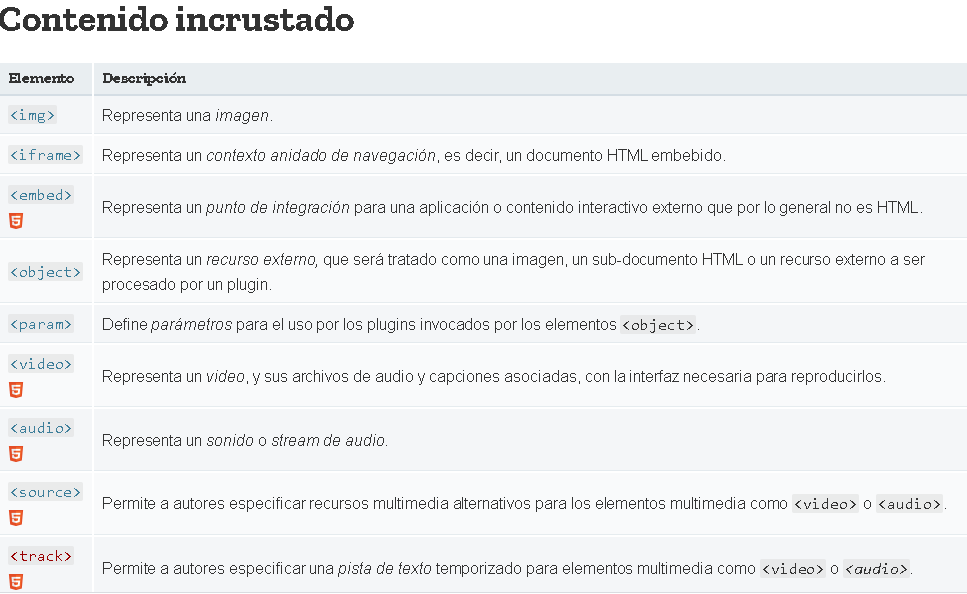 Contenido incrustado
Elemento Descripción
<img> Representa una imagen.
<iframe> Representa un contexto anidado de navegación, es decir, un documento HTML embebido.
<embed>
5
Representa un punto de integración para una aplicación o contenido interactivo externo que por lo general no es HTML.
<object>
Representa un recurso externo, que será tratado como una imagen, un sub-documento HTML o un recurso externo a ser
procesado por un plugin.
<param> Define parámetros para el uso por los plugins invocados por los elementos <object>.
<video>
5
Representa un video, y sus archivos de audio y capciones asociadas, con la interfaz necesaria para reproducirlos.
<audio>
5
Representa un sonido o stream de audio.
<source>
5
Permite a autores especificar recursos multimedia alternativos para los elementos multimedia como <video> o <audio>.
<track>
5
Permite a autores especificar una pista de texto temporizado para elementos multimedia como <video> o <audio>.